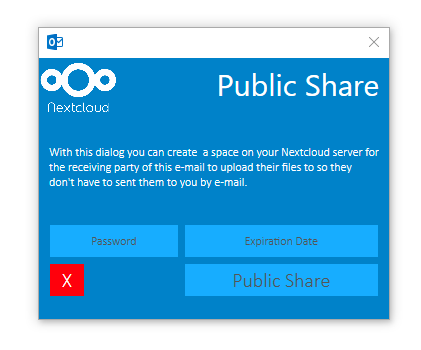 Public Share
Nextcloud
With this dialog you can create  a space on your Nextcloud server for
the receiving party of this e-mail to upload their files to so they
don't have to sent them to you by e-mail.
Password
Expiration Date
X
Public Share